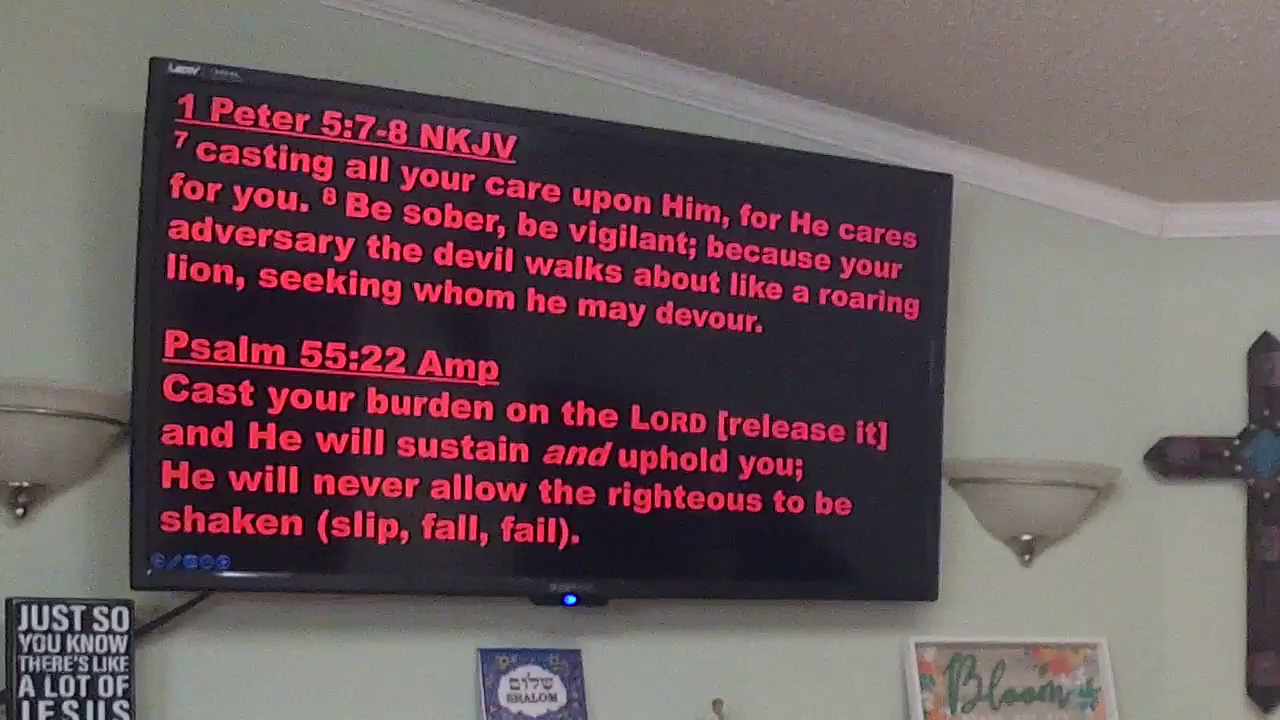 1 Peter 5:7-8 NKJV
7 casting all your care upon Him, for He cares
for you. 8 Be sober, be vigilant; because your
adversary the devil walks about like a roaring
lion, seeking whom he may devour.
Psalm 55:22 Amp
Cast your burden on the LORD [release it]
and He will sustain and uphold you;
He will never allow the righteous to be
shaken (slip, fall, fail).
JUST SO
YOU KNOW
THERE'S LIKE
A LOT OF
JESUS
שלום
SHALOM
Bloom